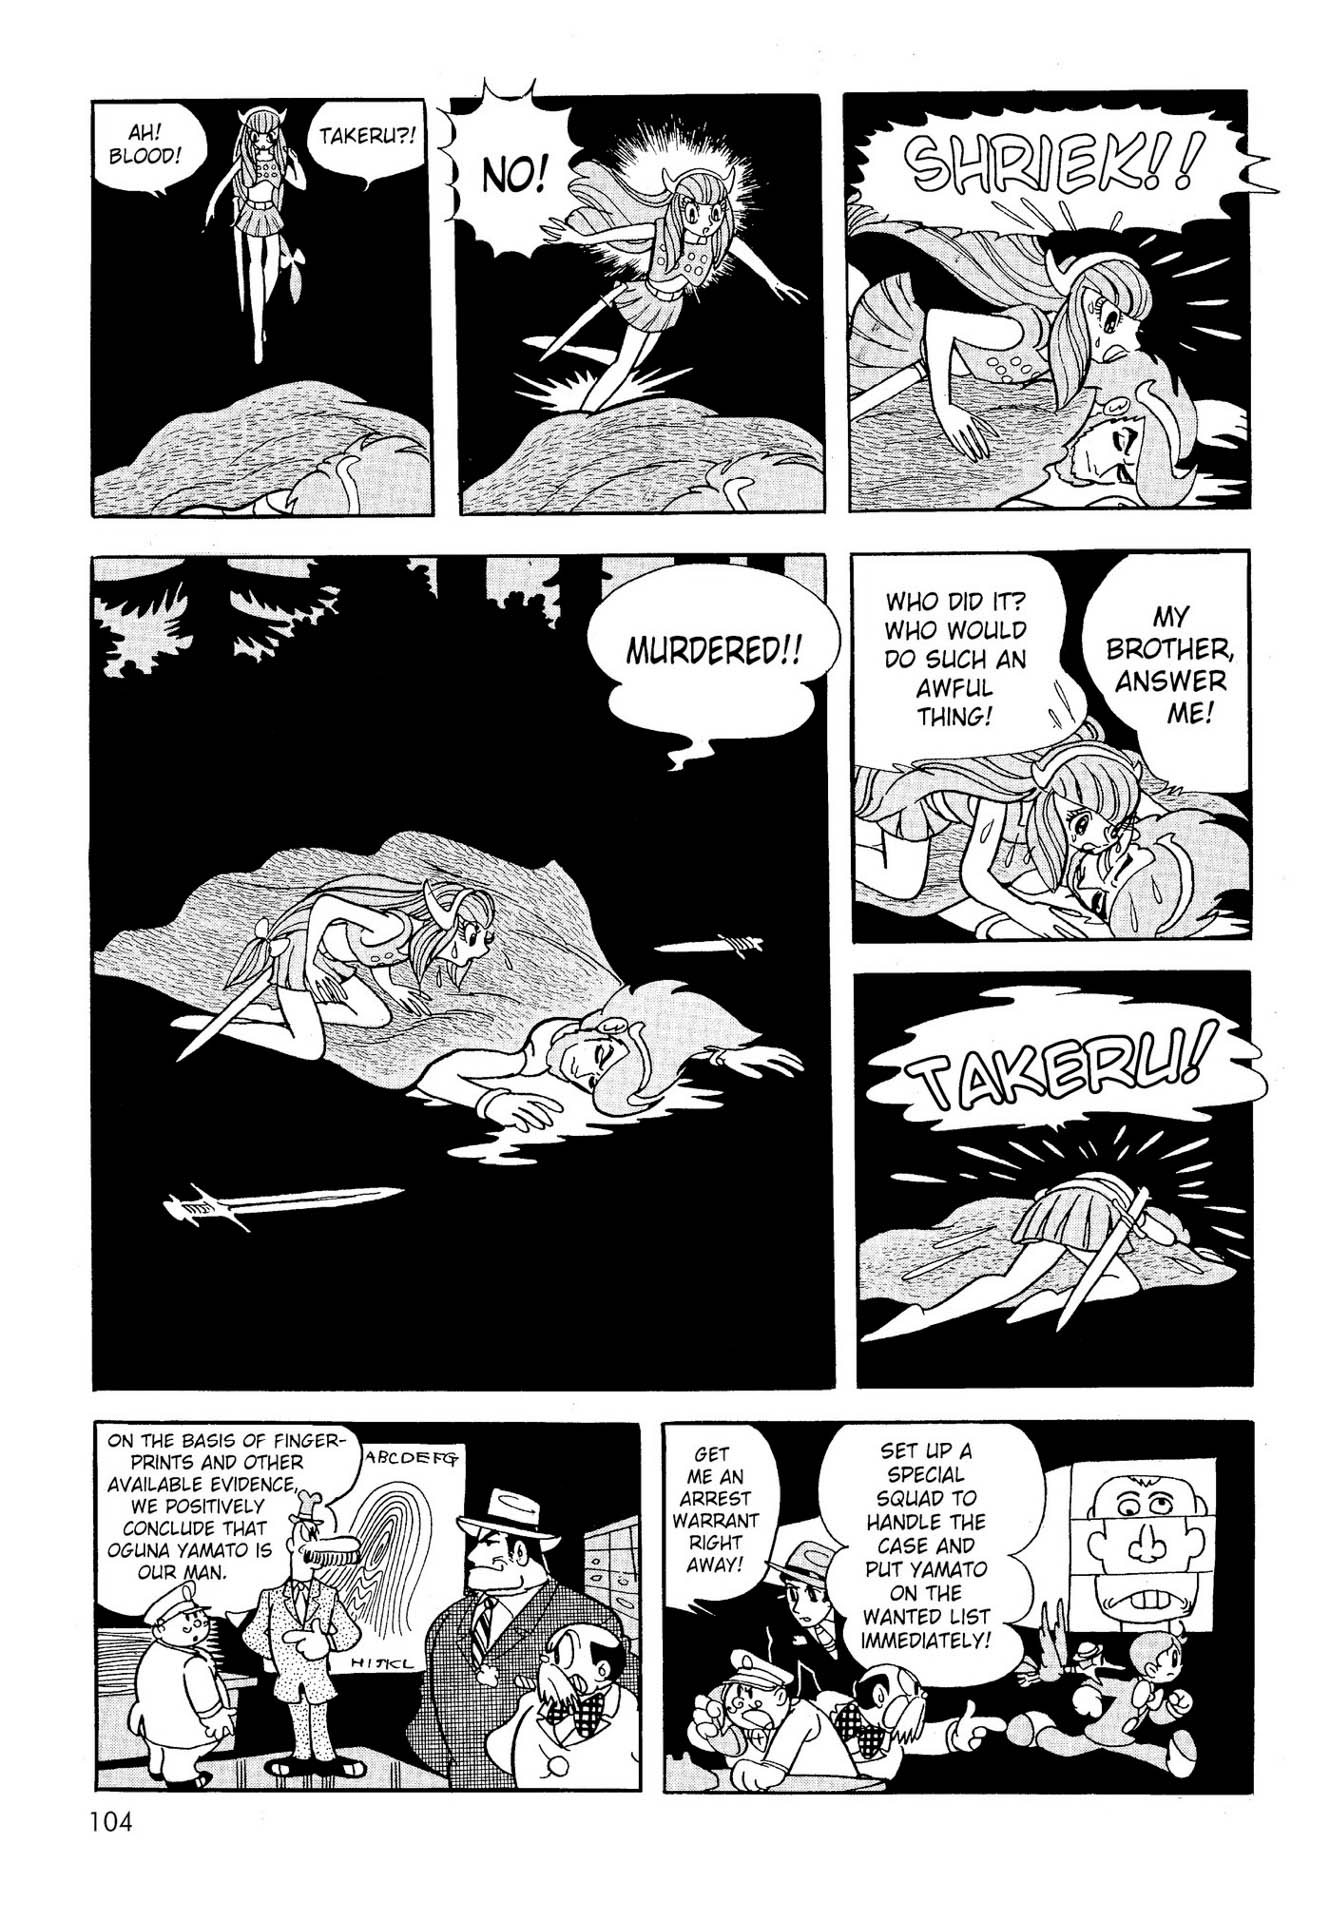 AH!
BLOOD!
TAKERU?!
NO!
SHRIEK!!
MURDERED!!
WHO DID IT?
WHO WOULD
DO SUCH AN
AWFUL
THING!
MY
BROTHER,
ANSWER
ME!
TAKERU!
ON THE BASIS OF FINGER-
PRINTS AND OTHER
AVAILABLE EVIDENCE,
WE POSITIVELY
CONCLUDE THAT
OGUNA YAMATO IS
OUR MAN.
ABCDEFG
HIJKL
GET
ME AN
ARREST
WARRANT
RIGHT
AWAY!
SET UP A
SPECIAL
SQUAD TO
HANDLE THE
CASE AND
PUT YAMATO
ON THE
WANTED LIST
IMMEDIATELY!
104